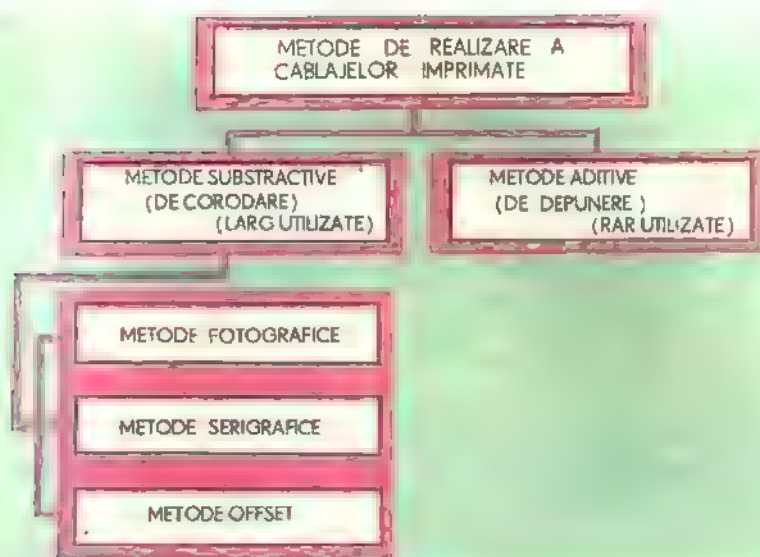 METODE DE REALIZARE A
CABLAJELOR IMPRIMATE
METODE SUBSTRACTIVE
(DE CORODARE)
(LARG UTILIZATE)
METODE ADITIVE
(DE DEPUNERE)
(RAR UTILIZATE)
METODE FOTOGRAFICE
METODE SERIGRAFICE
METODE OFFSET